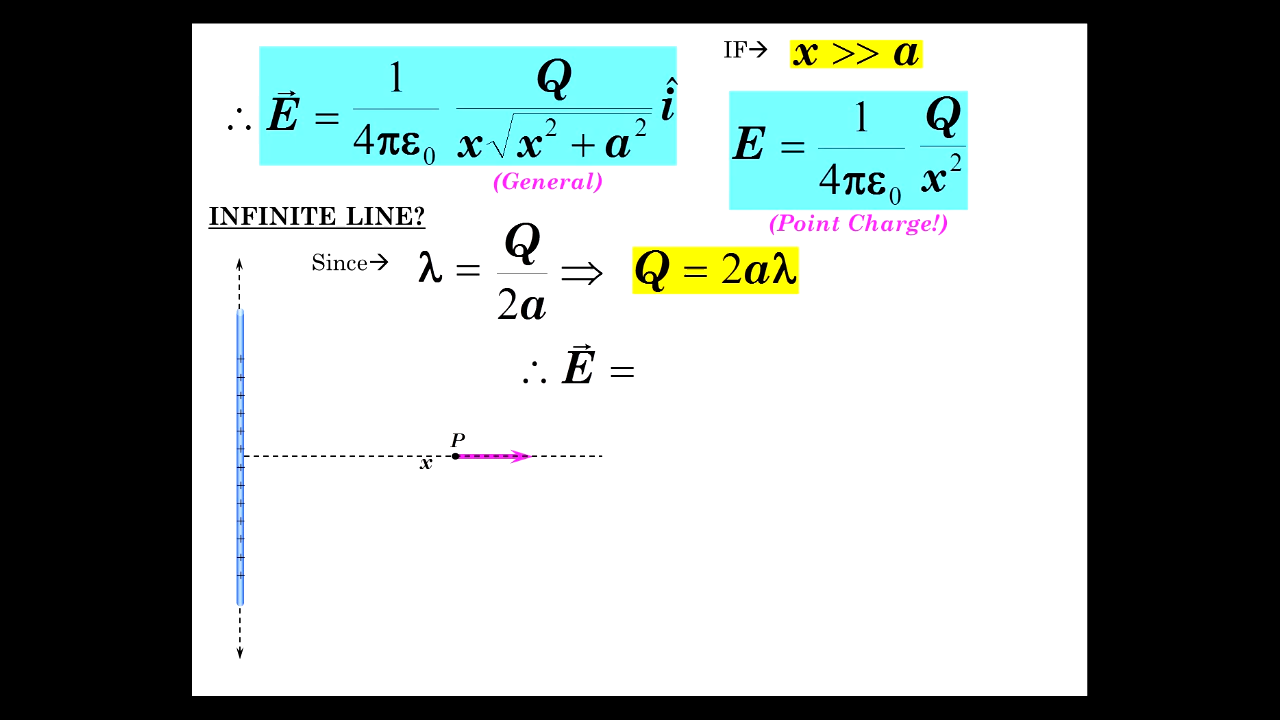 ∴ E⃗ = 1/4πε₀ Q/x√x² + a² î
(General)
IF→ x >> a
E = 1/4πε₀ Q/x²
(Point Charge!)
INFINITE LINE?
Since→ λ = Q/2a ⇒ Q = 2aλ
∴ E⃗ =
P
x